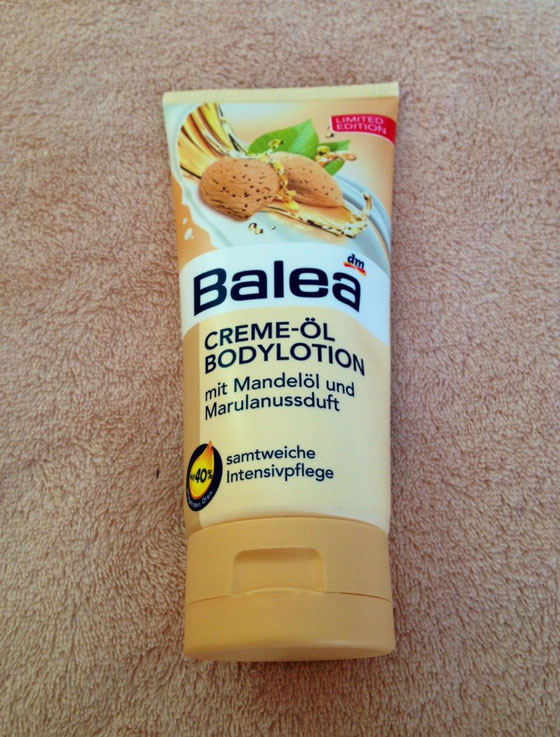 LIMITED
EDITION
dm
Balea
CREME-ÖL
BODYLOTION
mit Mandelöl und
Marulanussduft
40%
samtweiche
Intensivpflege